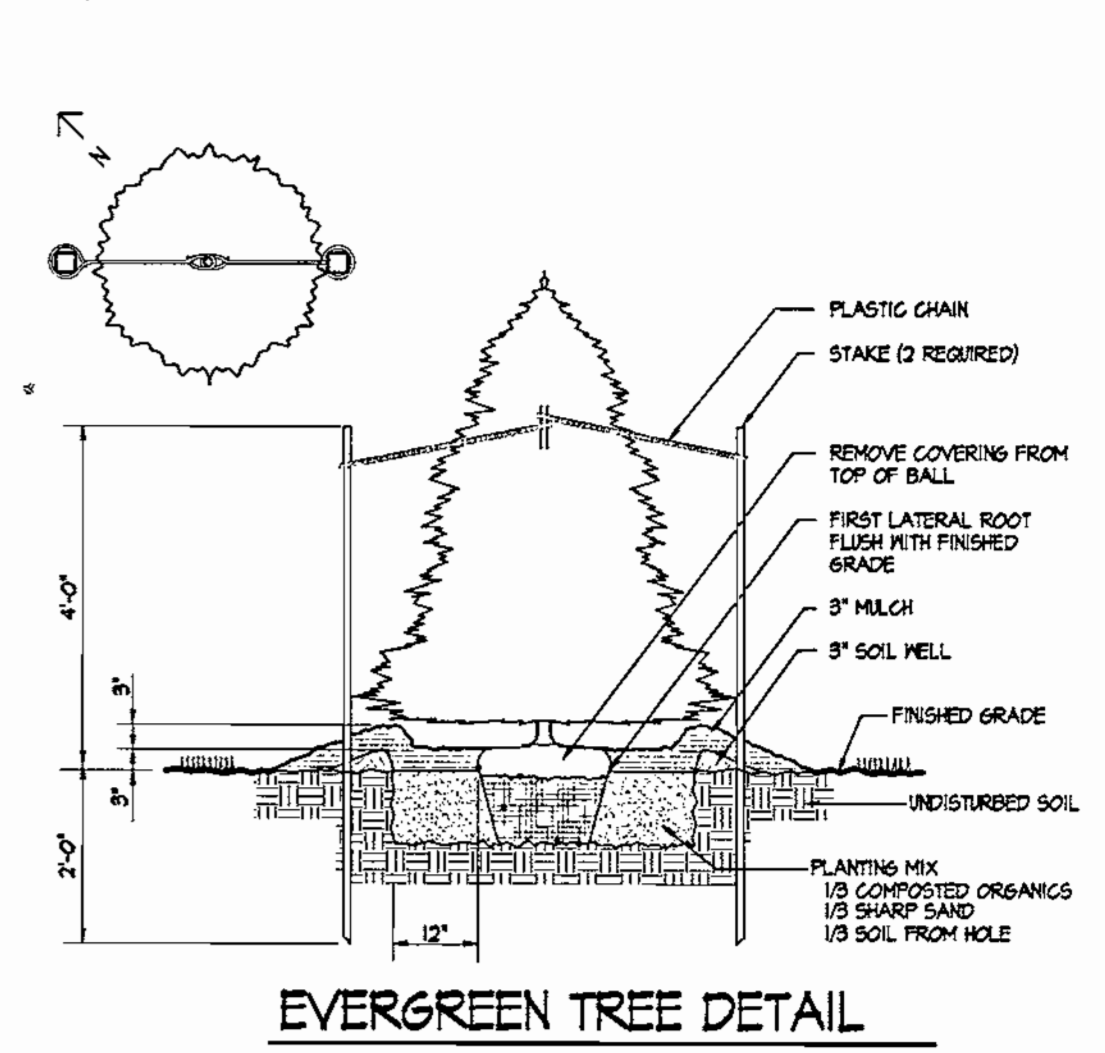 N
PLASTIC CHAIN
STAKE (2 REQUIRED)
REMOVE COVERING FROM
TOP OF BALL
FIRST LATERAL ROOT
FLUSH WITH FINISHED
GRADE
3" MULCH
3" SOIL WELL
FINISHED GRADE
UNDISTURBED SOIL
PLANTING MIX
1/3 COMPOSTED ORGANICS
1/3 SHARP SAND
1/3 SOIL FROM HOLE
4'-0"
3"
3"
2'-0"
12"
EVERGREEN TREE DETAIL